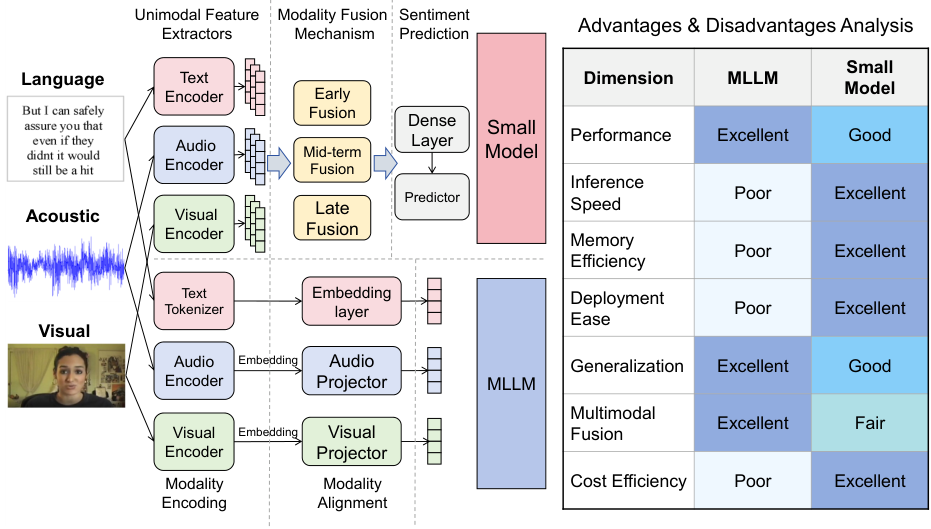 Unimodal Feature
Extractors
Modality Fusion
Mechanism
Sentiment
Prediction
Language
But I can safely
assure you that
even if they
didnt it would
still be a hit
Acoustic
Visual
Text
Encoder
Audio
Encoder
Visual
Encoder
Early
Fusion
Mid-term
Fusion
Late
Fusion
Dense
Layer
Predictor
Small
Model
Text
Tokenizer
Embedding
layer
Audio
Encoder
Embedding
Audio
Projector
Visual
Encoder
Embedding
Visual
Projector
MLLM
Modality
Encoding
Modality
Alignment
Advantages & Disadvantages Analysis
Dimension MLLM Small
Model
Performance Excellent Good
Inference
Speed Poor Excellent
Memory
Efficiency Poor Excellent
Deployment
Ease Poor Excellent
Generalization Excellent Good
Multimodal
Fusion Excellent Fair
Cost Efficiency Poor Excellent